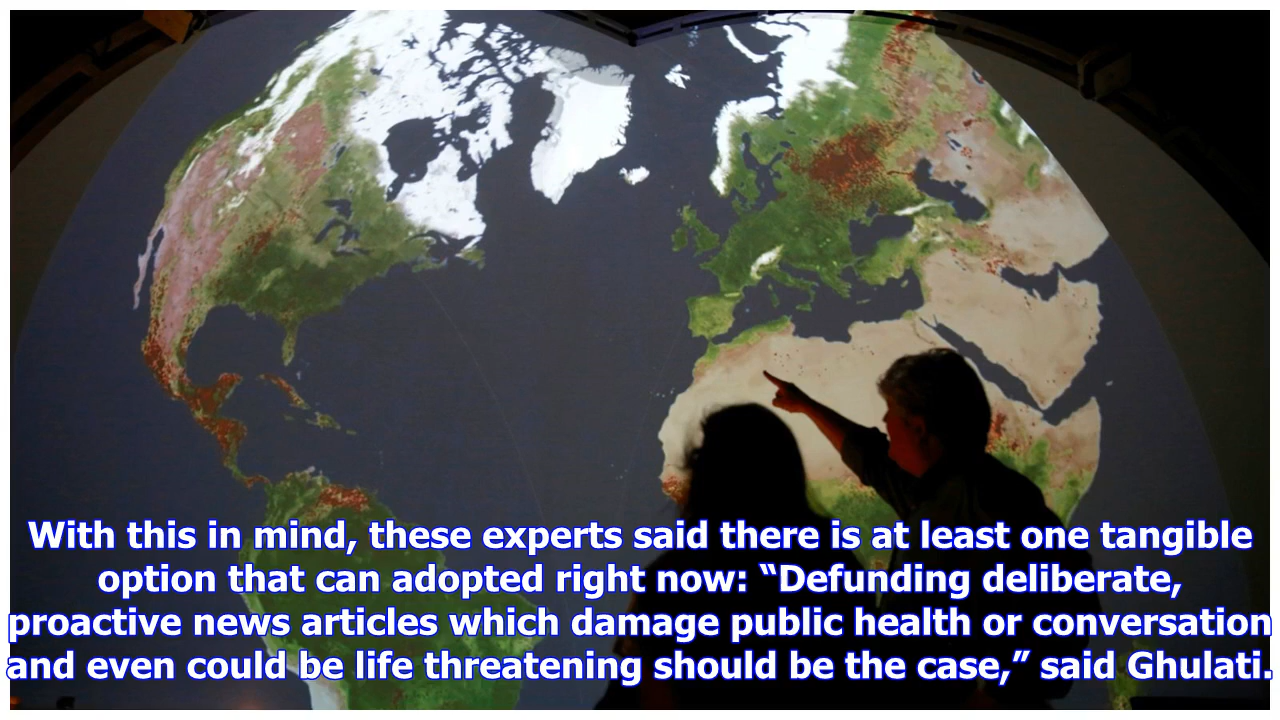 With this in mind, these experts said there is at least one tangible
option that can adopted right now: “Defunding deliberate,
proactive news articles which damage public health or conversation
and even could be life threatening should be the case,” said Ghulati.